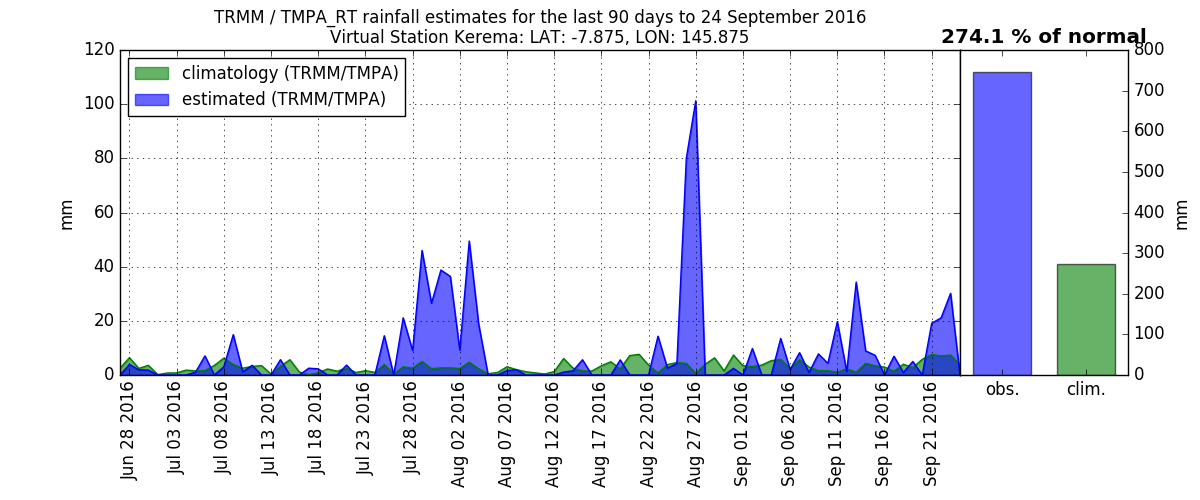 TRMM / TMPA_RT rainfall estimates for the last 90 days to 24 September 2016
Virtual Station Kerema: LAT: -7.875, LON: 145.875
274.1 % of normal
climatology (TRMM/TMPA)
estimated (TRMM/TMPA)
mm
120
100
80
60
40
20
0
Jun 28 2016
Jul 03 2016
Jul 08 2016
Jul 13 2016
Jul 18 2016
Jul 23 2016
Jul 28 2016
Aug 02 2016
Aug 07 2016
Aug 12 2016
Aug 17 2016
Aug 22 2016
Aug 27 2016
Sep 01 2016
Sep 06 2016
Sep 11 2016
Sep 16 2016
Sep 21 2016
obs.
clim.
800
700
600
500
400
300
200
100
0
mm